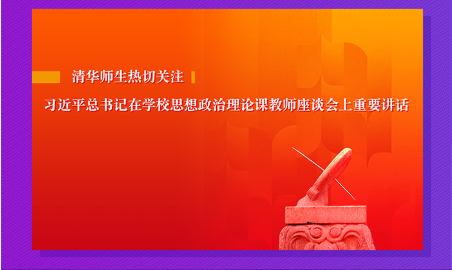 清华师生热切关注
习近平总书记在学校思想政治理论课教师座谈会上重要讲话